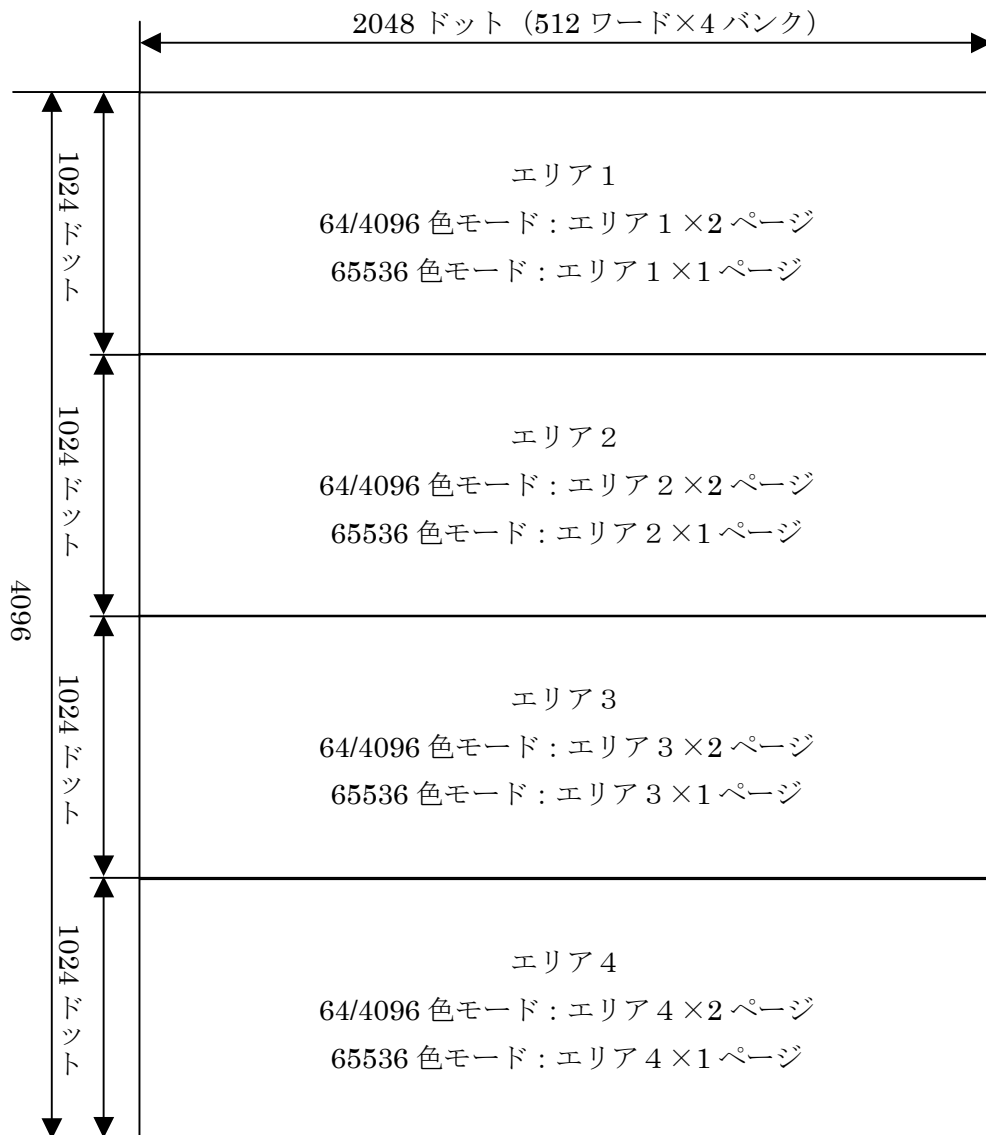 2048 ドット（512 ワード×4 バンク）
エリア１
64/4096 色モード：エリア１×2 ページ
65536 色モード：エリア１×1 ページ
1024 ドット
エリア２
64/4096 色モード：エリア２×2 ページ
65536 色モード：エリア２×1 ページ
1024 ドット
4096
エリア３
64/4096 色モード：エリア３×2 ページ
65536 色モード：エリア３×1 ページ
1024 ドット
エリア４
64/4096 色モード：エリア４×2 ページ
65536 色モード：エリア４×1 ページ
1024 ドット